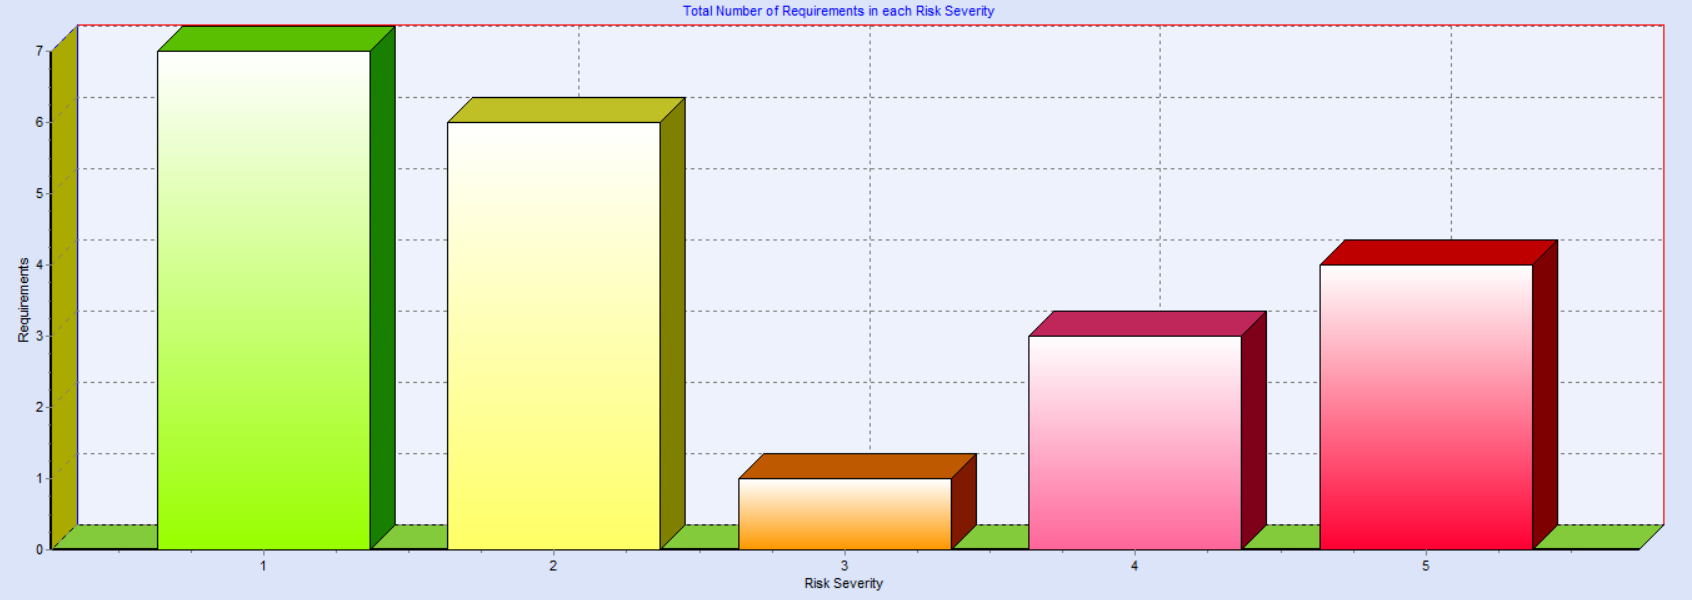 Total Number of Requirements in each Risk Severity
7
6
5
4
3
2
1
0
Requirements
1 2 3 4 5
Risk Severity